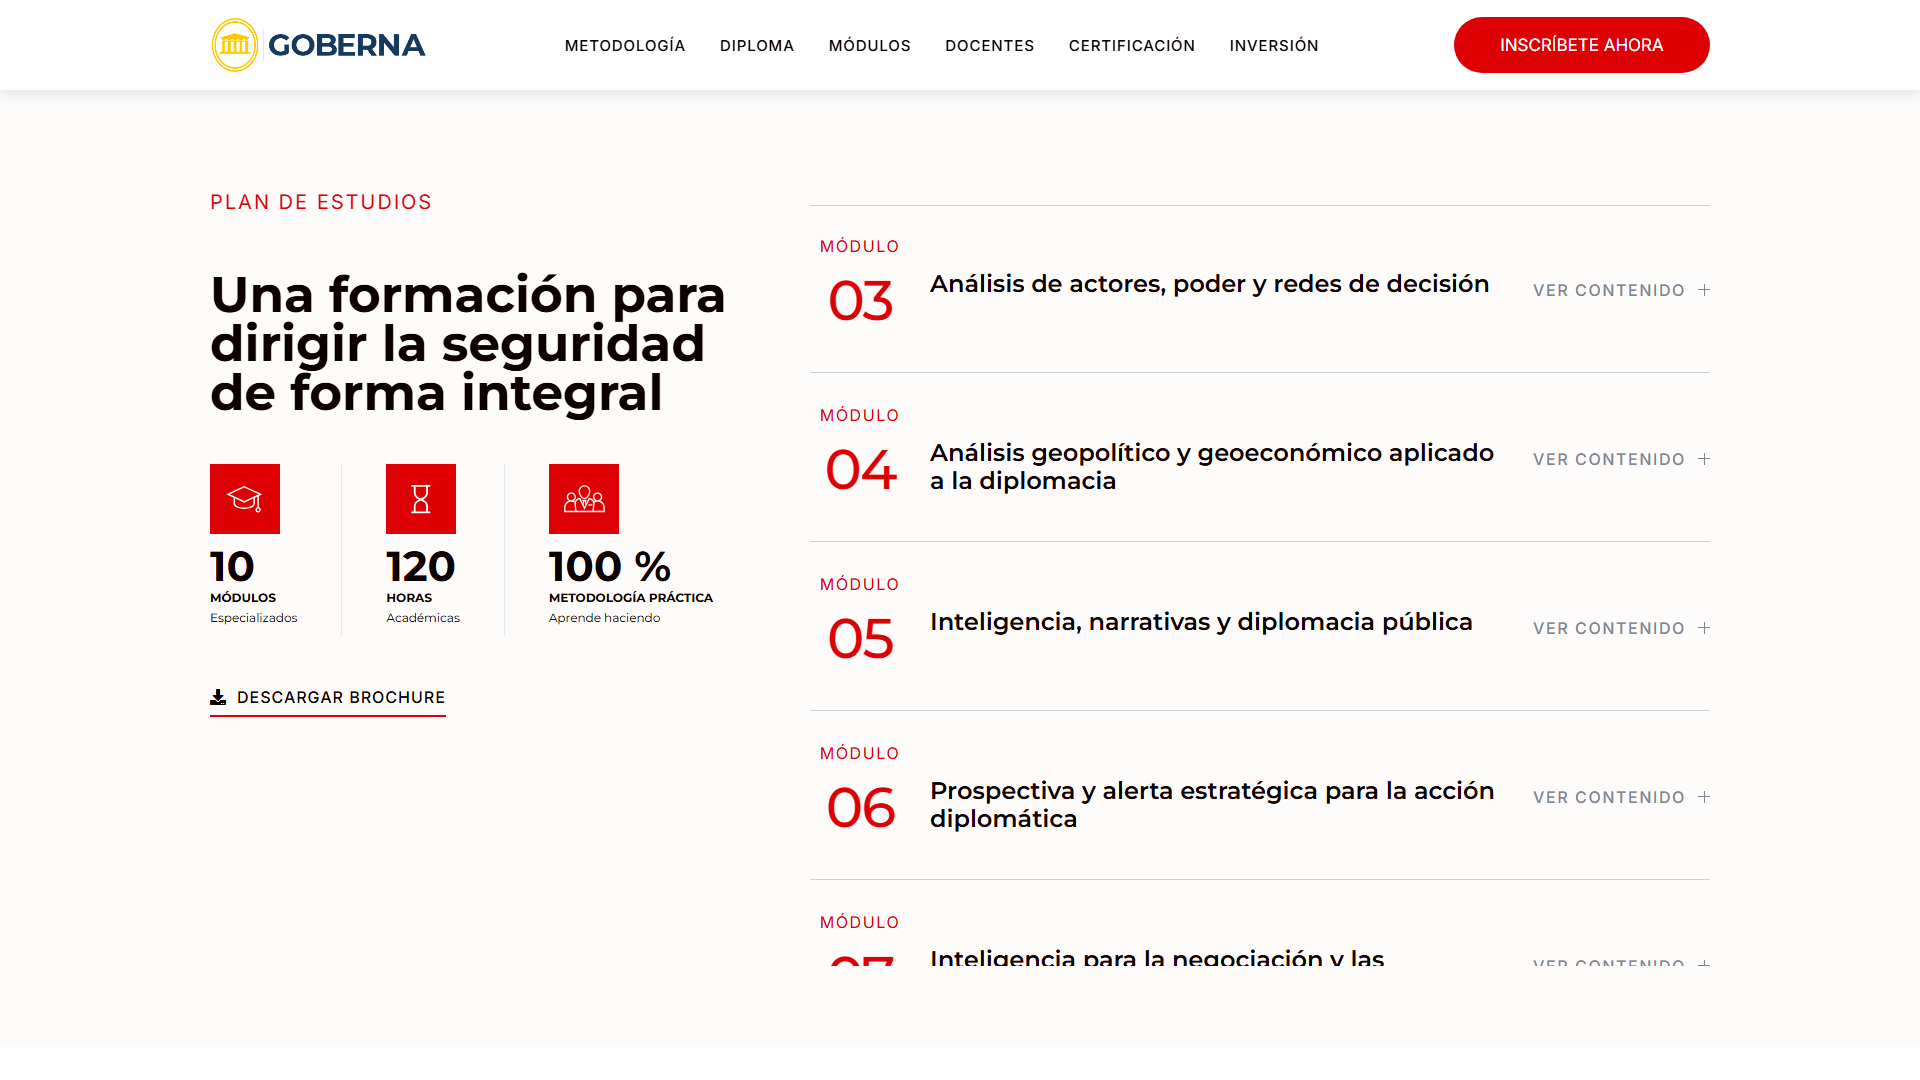 GOBERNA
METODOLOGÍA
DIPLOMA
MÓDULOS
DOCENTES
CERTIFICACIÓN
INVERSIÓN
INSCRÍBETE AHORA
PLAN DE ESTUDIOS
Una formación para
dirigir la seguridad
de forma integral
10
MÓDULOS
Especializados
120
HORAS
Académicas
100 %
METODOLOGÍA PRÁCTICA
Aprende haciendo
DESCARGAR BROCHURE
MÓDULO
03
Análisis de actores, poder y redes de decisión
VER CONTENIDO
MÓDULO
04
Análisis geopolítico y geoeconómico aplicado
a la diplomacia
VER CONTENIDO
MÓDULO
05
Inteligencia, narrativas y diplomacia pública
VER CONTENIDO
MÓDULO
06
Prospectiva y alerta estratégica para la acción
diplomática
VER CONTENIDO
MÓDULO
07
Inteligencia para la negociación y las
VER CONTENIDO